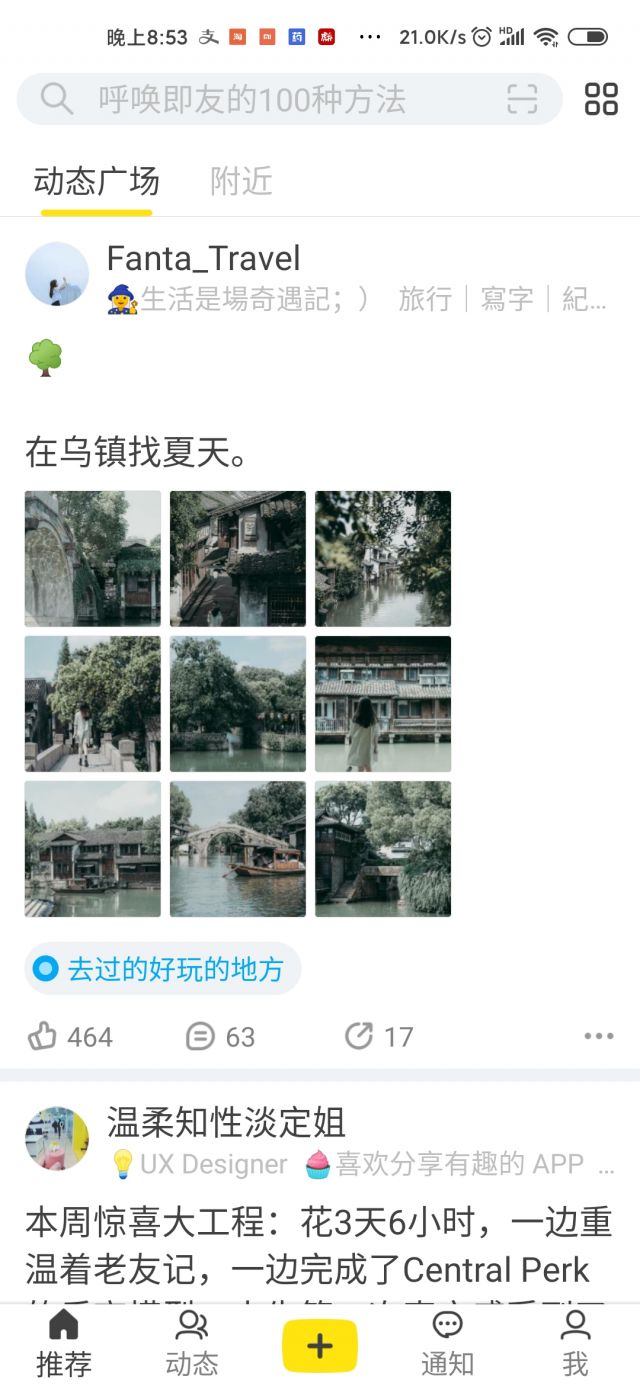 晚上8:53 支 淘 药 ··· 21.0K/s HD
呼唤即友的100种方法
动态广场 附近
Fanta_Travel
生活是場奇遇記；） 旅行｜寫字｜紀...
在乌镇找夏天。
去过的好玩的地方
464 63 17
温柔知性淡定姐
UX Designer 喜欢分享有趣的 APP ...
本周惊喜大工程：花3天6小时，一边重
温着老友记，一边完成了Central Perk
推荐 动态 通知 我